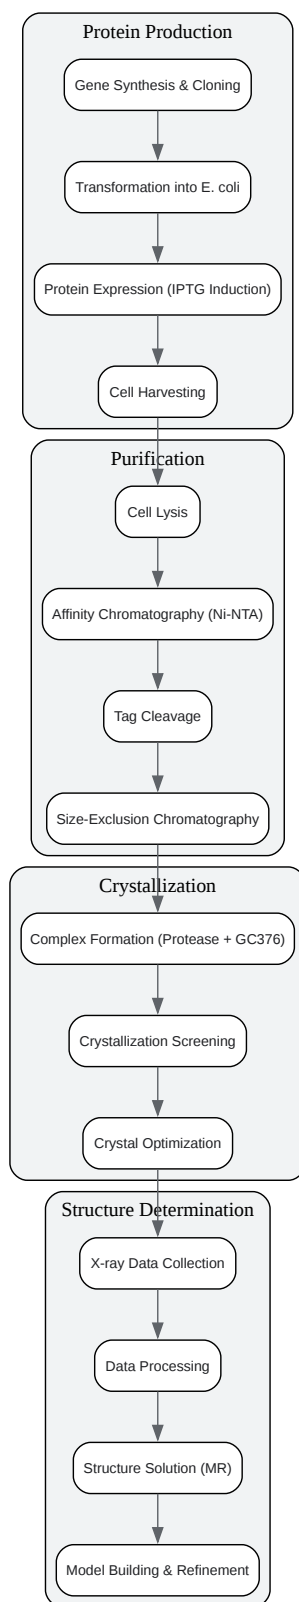 Protein Production
Gene Synthesis & Cloning
Transformation into E. coli
Protein Expression (IPTG Induction)
Cell Harvesting
Purification
Cell Lysis
Affinity Chromatography (Ni-NTA)
Tag Cleavage
Size-Exclusion Chromatography
Crystallization
Complex Formation (Protease + GC376)
Crystallization Screening
Crystal Optimization
Structure Determination
X-ray Data Collection
Data Processing
Structure Solution (MR)
Model Building & Refinement